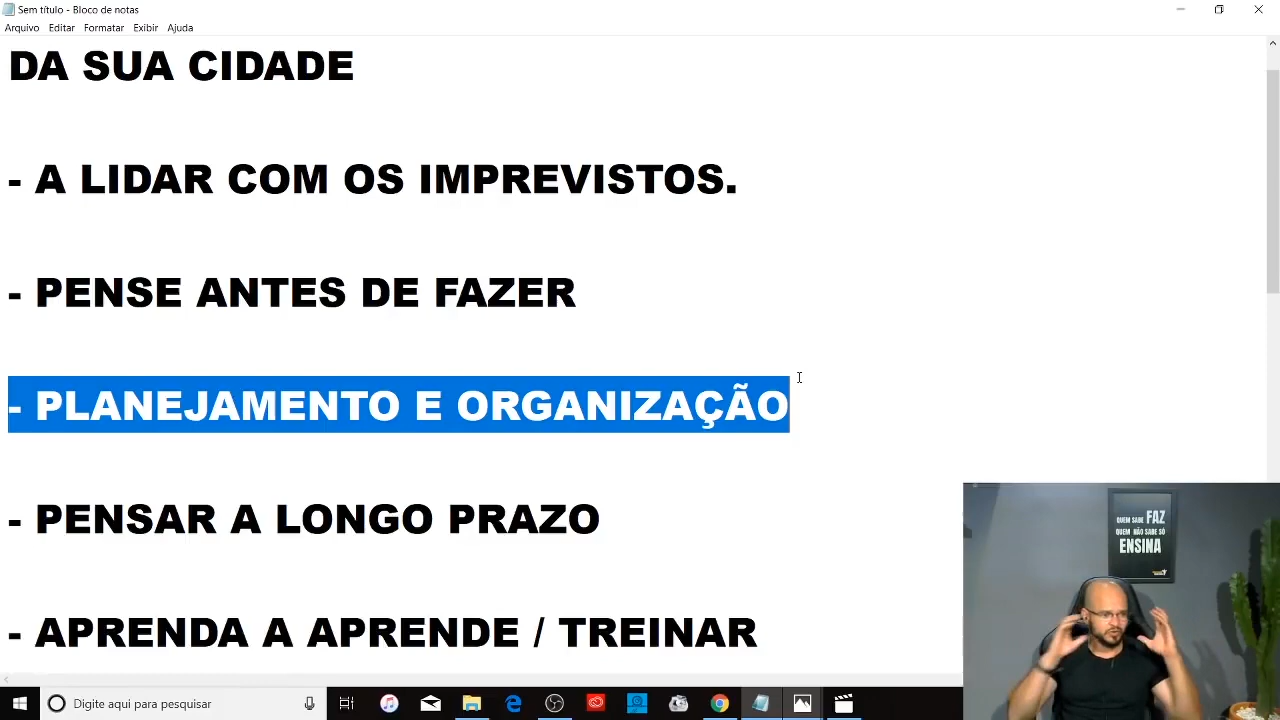 Sem título - Bloco de notas
Arquivo Editar Formatar Exibir Ajuda
DA SUA CIDADE
- A LIDAR COM OS IMPREVISTOS.
- PENSE ANTES DE FAZER
- PLANEJAMENTO E ORGANIZAÇÃO
- PENSAR A LONGO PRAZO
- APRENDA A APRENDE / TREINAR
QUEM SABE FAZ
QUEM NÃO SABE SÓ
ENSINA
Digite aqui para pesquisar